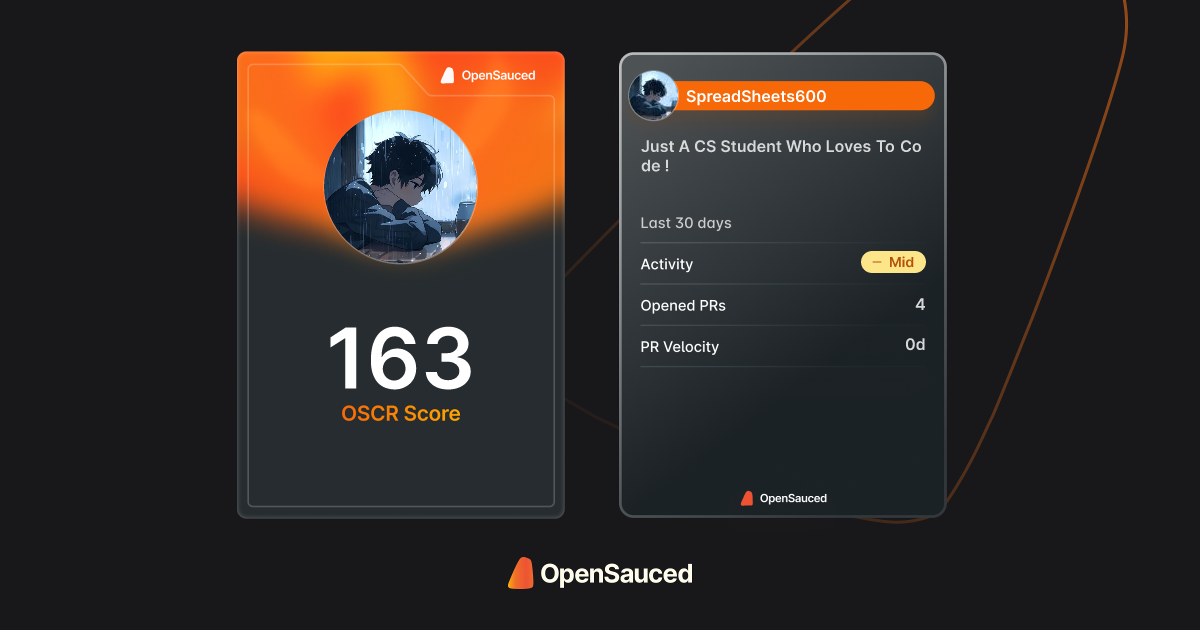 OpenSauced
163
OSCR Score
SpreadSheets600
Just A CS Student Who Loves To Co
de !
Last 30 days
Activity
– Mid
Opened PRs
4
PR Velocity
0d
OpenSauced
OpenSauced